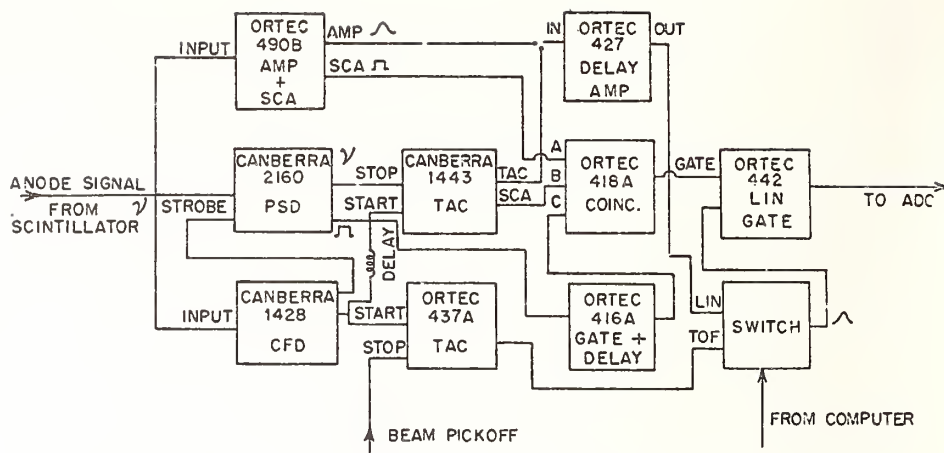 ORTEC
490B
AMP
+
SCA
INPUT
AMP
SCA
IN
ORTEC
427
DELAY
AMP
OUT
ANODE SIGNAL
FROM
SCINTILLATOR
STROBE
CANBERRA
2160
PSD
STOP
START
DELAY
CANBERRA
1443
TAC
TAC
SCA
A
B
C
ORTEC
418A
COINC.
GATE
ORTEC
442
LIN
GATE
TO ADC
INPUT
CANBERRA
1428
CFD
START
STOP
ORTEC
437A
TAC
ORTEC
416A
GATE +
DELAY
LIN
TOF
SWITCH
BEAM PICKOFF
FROM COMPUTER